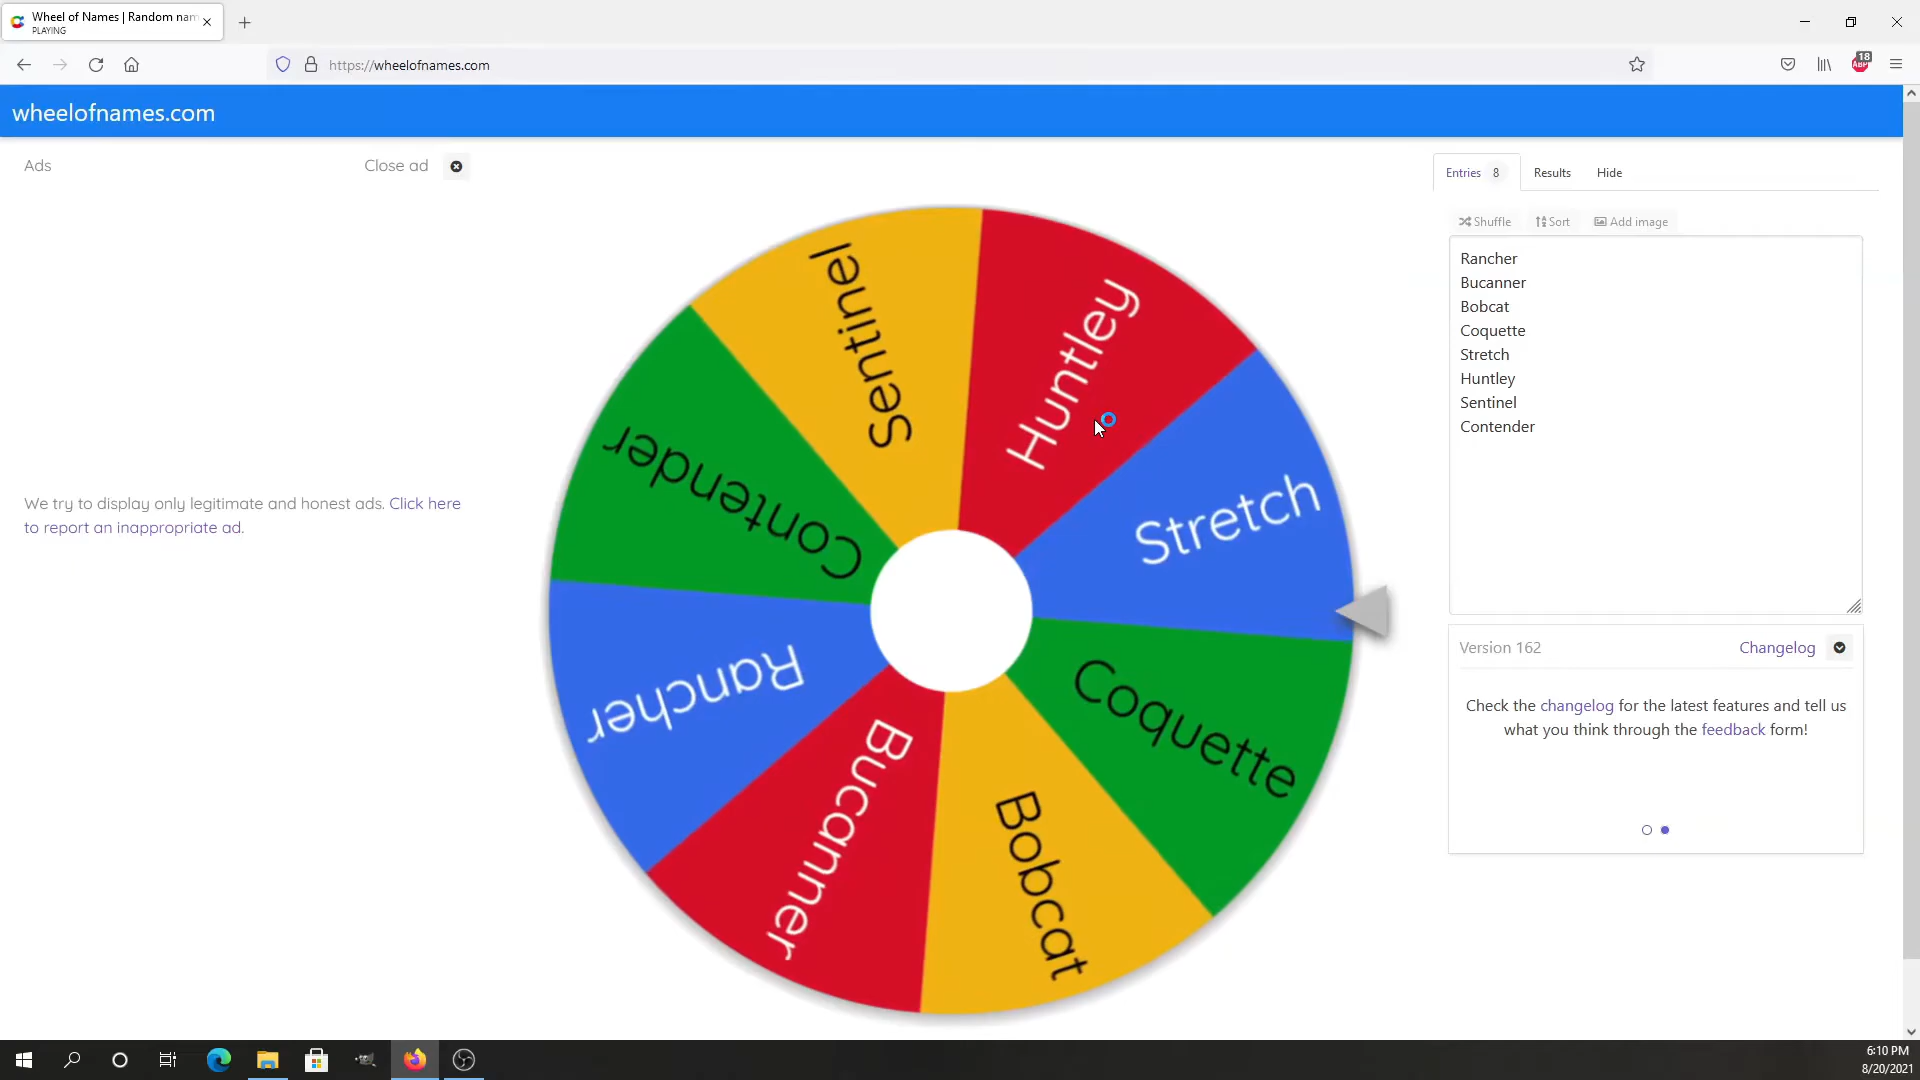 Wheel of Names | Random nam
PLAYING
https://wheelofnames.com
18
ABP
wheelofnames.com
Ads
Close ad
Entries 8
Results
Hide
Shuffle
Sort
Add image
Rancher
Bucanner
Bobcat
Coquette
Stretch
Huntley
Sentinel
Contender
We try to display only legitimate and honest ads. Click here
to report an inappropriate ad.
Sentinel
Huntley
Stretch
Coquette
Bobcat
Bucanner
Rancher
Contender
Version 162
Changelog
Check the changelog for the latest features and tell us
what you think through the feedback form!
6:10 PM
8/20/2021